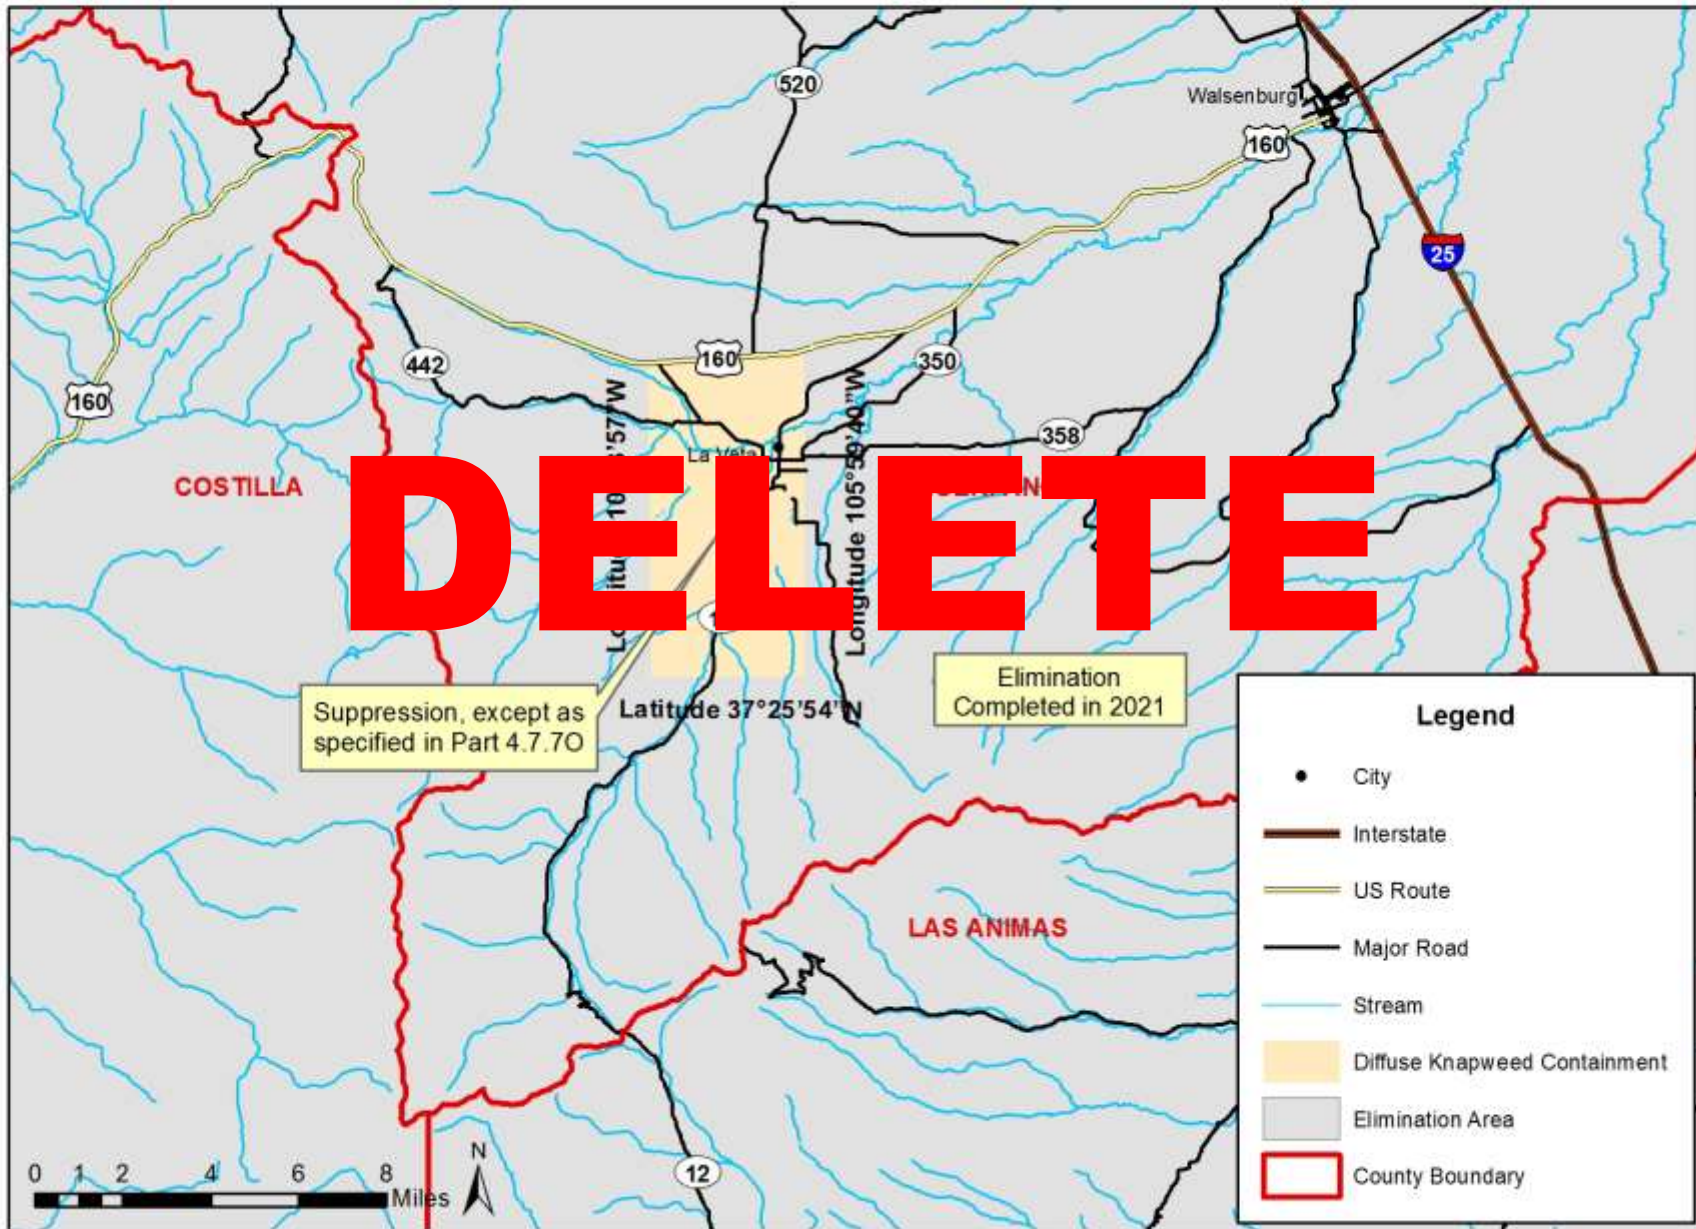 520
Walsenburg
160
25
442
160
350
160
358
La Veta
COSTILLA
DELETE
Longitude 105°59'40"W
Suppression, except as
specified in Part 4.7.7O
Latitude 37°25'54"N
Elimination
Completed in 2021
LAS ANIMAS
12
0 1 2 4 6 8
Miles
N
Legend
City
Interstate
US Route
Major Road
Stream
Diffuse Knapweed Containment
Elimination Area
County Boundary